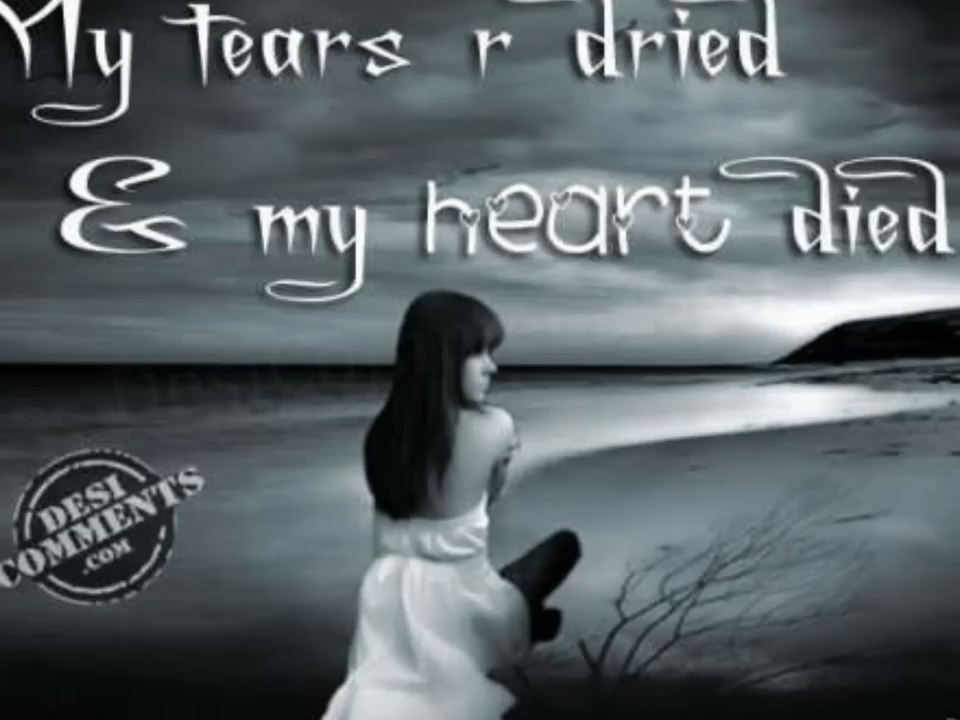 My tears r dried
& my heart died
DESI
COMMENTS
.COM